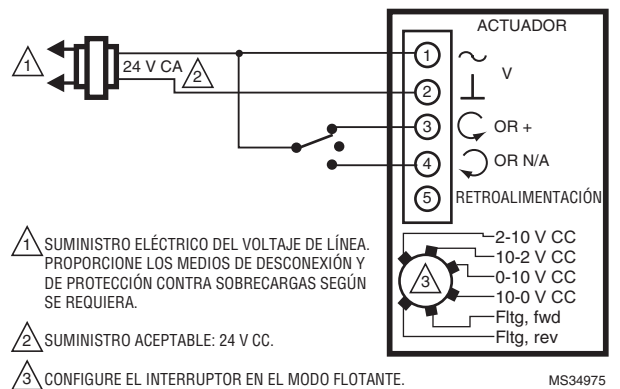 ACTUADOR
1
24 V CA
2
1
V
2
3
OR +
4
OR N/A
5
RETROALIMENTACIÓN
1 SUMINISTRO ELÉCTRICO DEL VOLTAJE DE LÍNEA.
PROPORCIONE LOS MEDIOS DE DESCONEXIÓN Y
DE PROTECCIÓN CONTRA SOBRECARGAS SEGÚN
SE REQUIERA.
2 SUMINISTRO ACEPTABLE: 24 V CC.
3 CONFIGURE EL INTERRUPTOR EN EL MODO FLOTANTE.
3
2-10 V CC
10-2 V CC
0-10 V CC
10-0 V CC
Fltg, fwd
Fltg, rev
MS34975